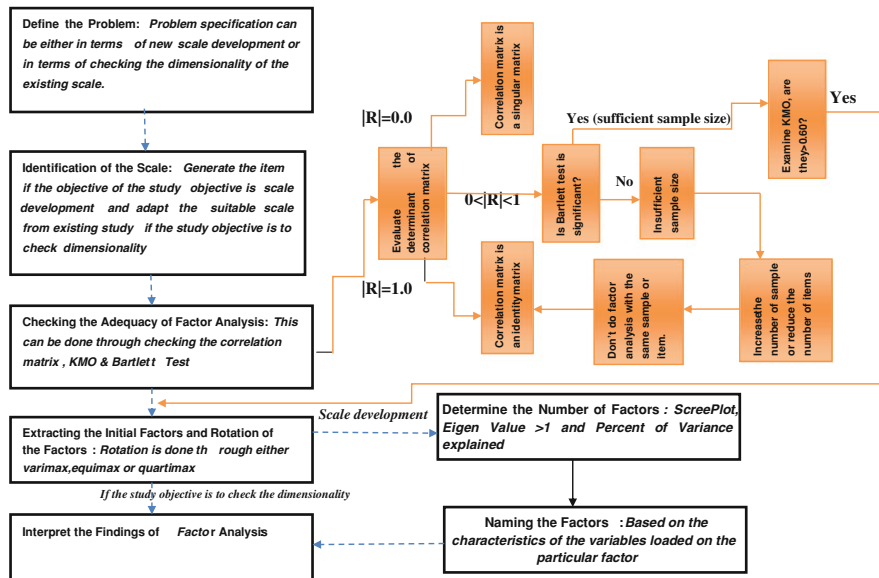 Define the Problem: Problem specification can
be either in terms of new scale development or
in terms of checking the dimensionality of the
existing scale.
Identification of the Scale: Generate the item
if the objective of the study objective is scale
development and adapt the suitable scale
from existing study if the study objective is to
check dimensionality
Checking the Adequacy of Factor Analysis: This
can be done through checking the correlation
matrix , KMO & Bartlett Test
Evaluate the
determinant of
correlation matrix
|R|=0.0
Correlation matrix is
a singular matrix
0<|R|<1
|R|=1.0
Correlation matrix is
an identity matrix
Is Bartlett test is
significant?
Yes (sufficient sample size)
No
Insufficient
sample size
Examine KMO, are
they>0.60?
Yes
Increasethe
number of sample
or reduce the
number of items
Don't do factor
analysis with the
same sample or
item.
Extracting the Initial Factors and Rotation of
the Factors : Rotation is done th rough either
varimax,equimax or quartimax
Scale development
Determine the Number of Factors : ScreePlot,
Eigen Value >1 and Percent of Variance
explained
If the study objective is to check the dimensionality
Naming the Factors :Based on the
characteristics of the variables loaded on the
particular factor
Interpret the Findings of Factor Analysis